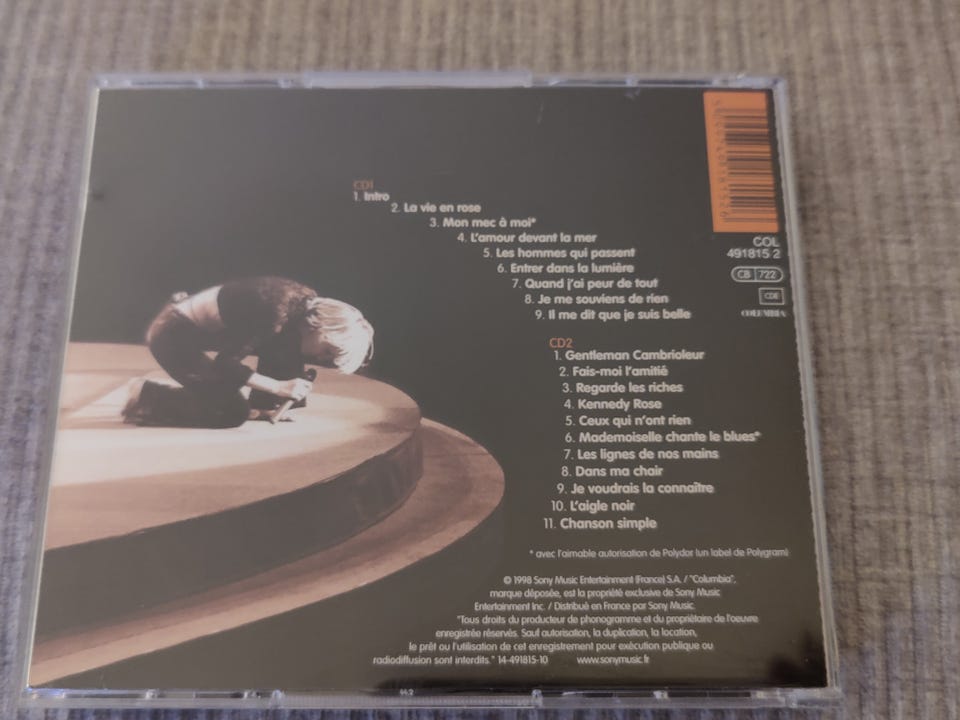 CD1
1. Intro
2. La vie en rose
3. Mon mec à moi*
4. L'amour devant la mer
5. Les hommes qui passent
6. Entrer dans la lumière
7. Quand j'ai peur de tout
8. Je me souviens de rien
9. Il me dit que je suis belle
COL
491815 2
CB 722
CDE
COLUMBIA
CD2
1. Gentleman Cambrioleur
2. Fais-moi l'amitié
3. Regarde les riches
4. Kennedy Rose
5. Ceux qui n'ont rien
6. Mademoiselle chante le blues*
7. Les lignes de nos mains
8. Dans ma chair
9. Je voudrais la connaître
10. L'aigle noir
11. Chanson simple
* avec l'aimable autorisation de Polydor (un label de Polygram)
© 1998 Sony Music Entertainment (France) S.A. / "Columbia",
marque déposée, est la propriété exclusive de Sony Music
Entertainment Inc. / Distribué en France par Sony Music.
"Tous droits du producteur de phonogramme et du propriétaire de l'oeuvre
enregistrée réservés. Sauf autorisation, la duplication, la location,
le prêt ou l'utilisation de cet enregistrement pour exécution publique ou
radiodiffusion sont interdits." 14-491815-10 www.sonymusic.fr